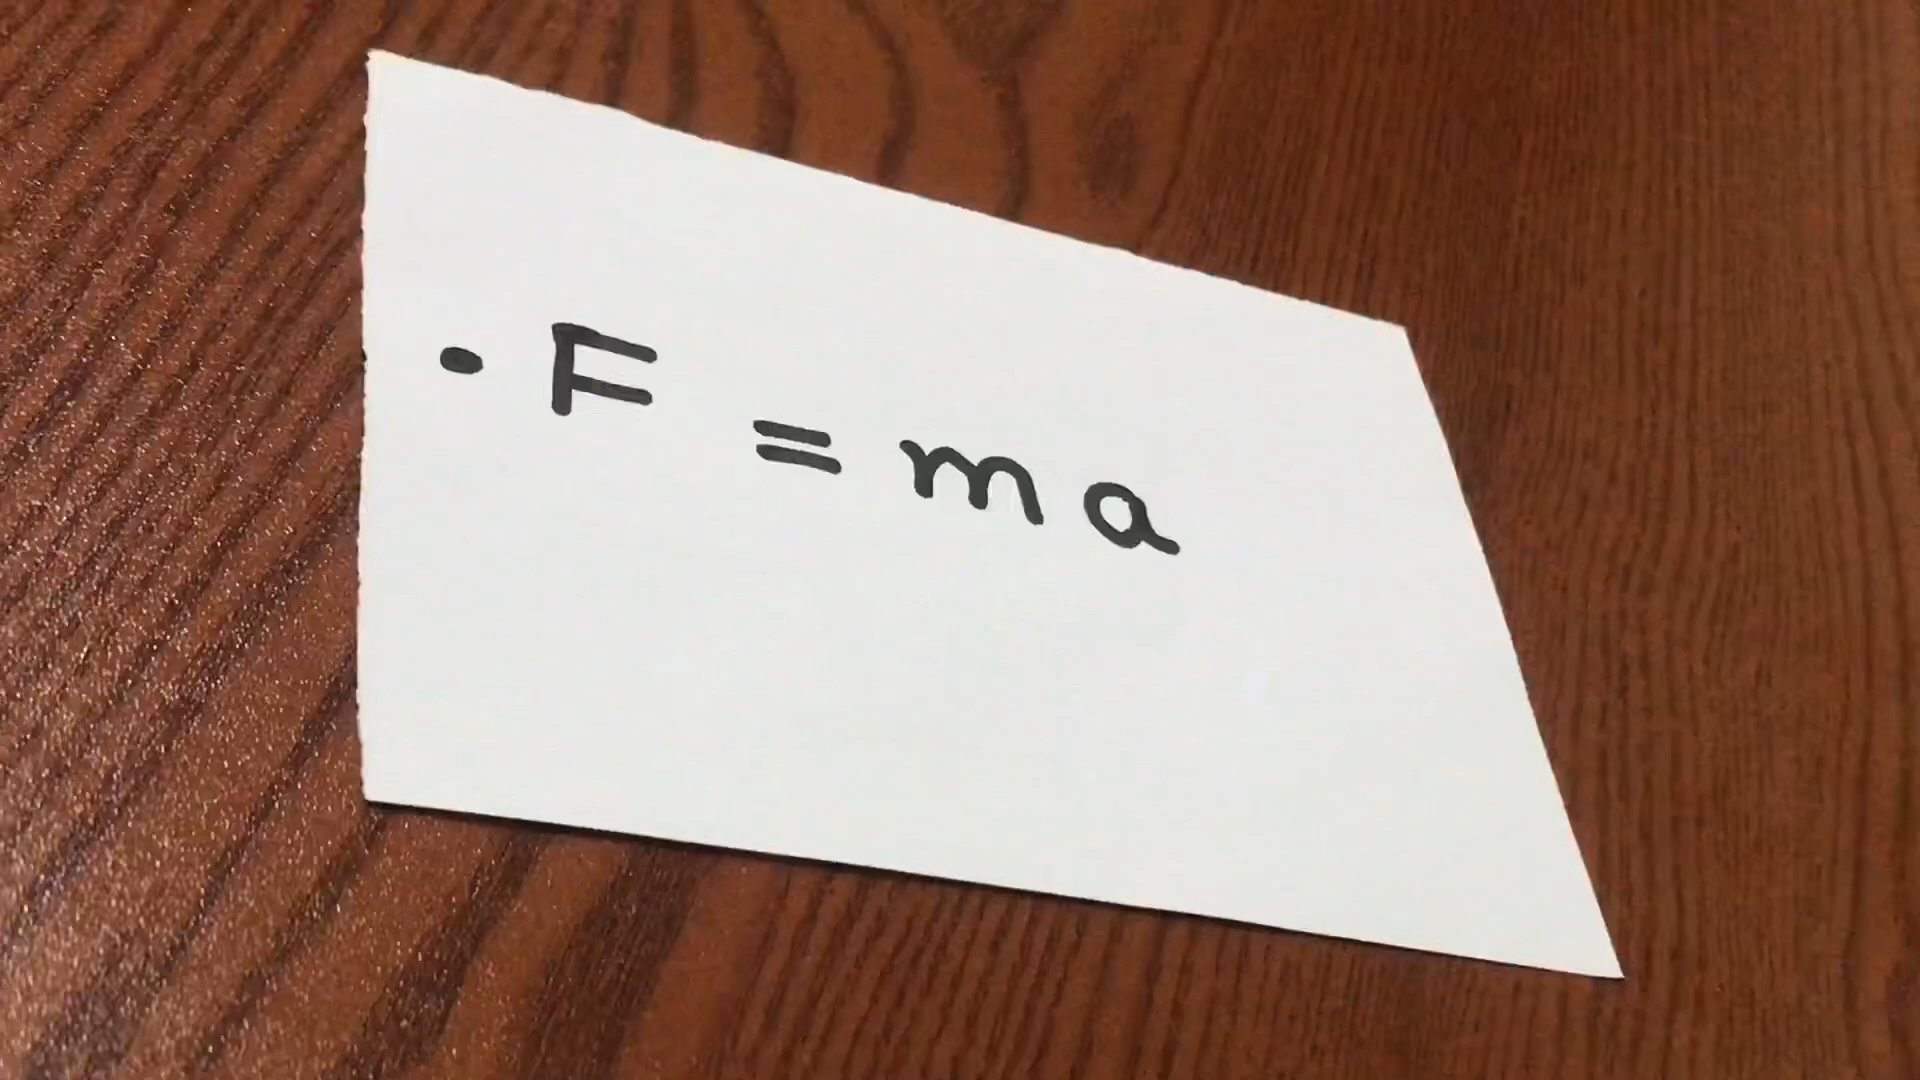 • F = ma